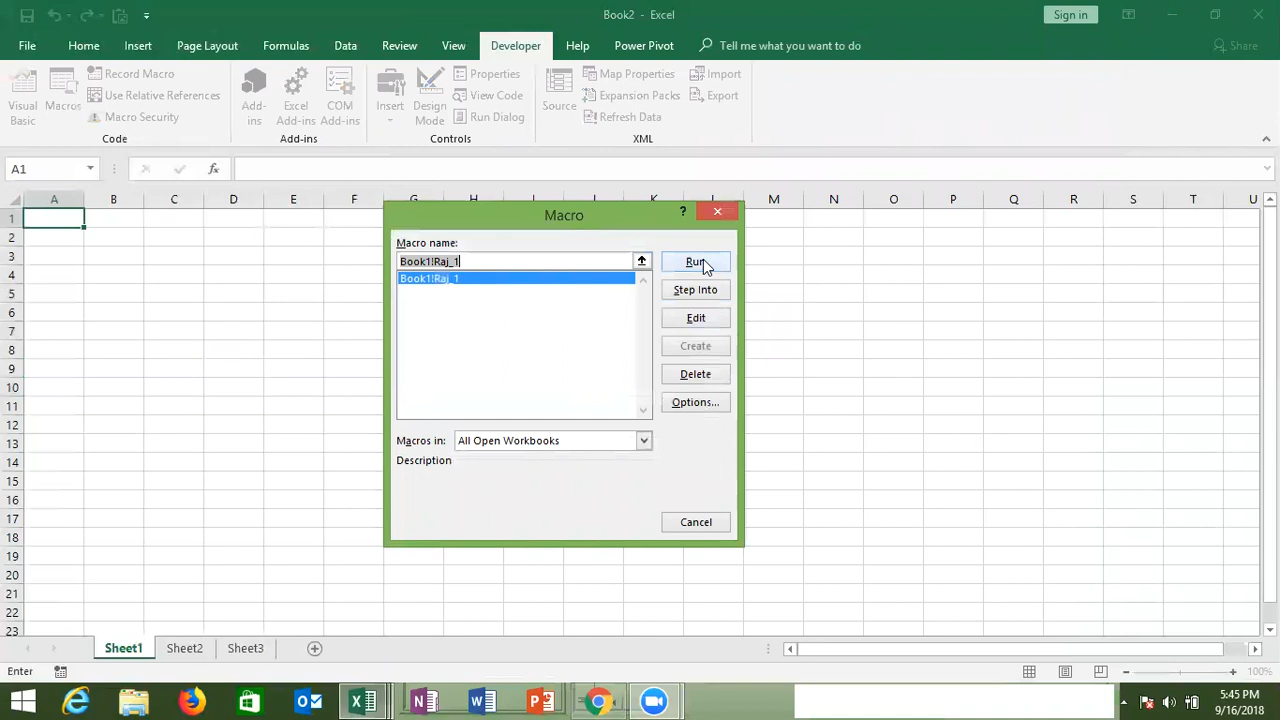 Book2 - Excel
Sign in
File Home Insert Page Layout Formulas Data Review View Developer Help Power Pivot Tell me what you want to do Share
Visual Basic
Macros
Record Macro
Use Relative References
Macro Security
Code
Add-ins
Excel Add-ins
COM Add-ins
Add-ins
Insert
Design Mode
Properties
View Code
Run Dialog
Controls
Source
Map Properties
Expansion Packs
Refresh Data
Import
Export
XML
A1
fx
A B C D E F G H I J K L M N O P Q R S T U
1
2
3
4
5
6
7
8
9
10
11
12
13
14
15
16
17
18
19
20
21
22
23
Macro
?
Macro name:
Book1!Raj_1
Book1!Raj_1
Run
Step Into
Edit
Create
Delete
Options...
Macros in: All Open Workbooks
Description
Cancel
Sheet1 Sheet2 Sheet3
Enter
100%
5:45 PM
9/16/2018